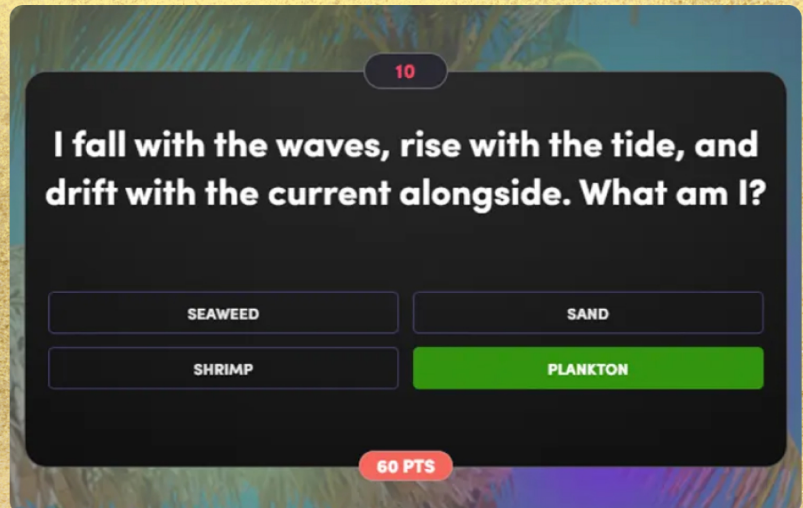 10
I fall with the waves, rise with the tide, and
drift with the current alongside. What am I?
SEAWEED
SAND
SHRIMP
PLANKTON
60 PTS